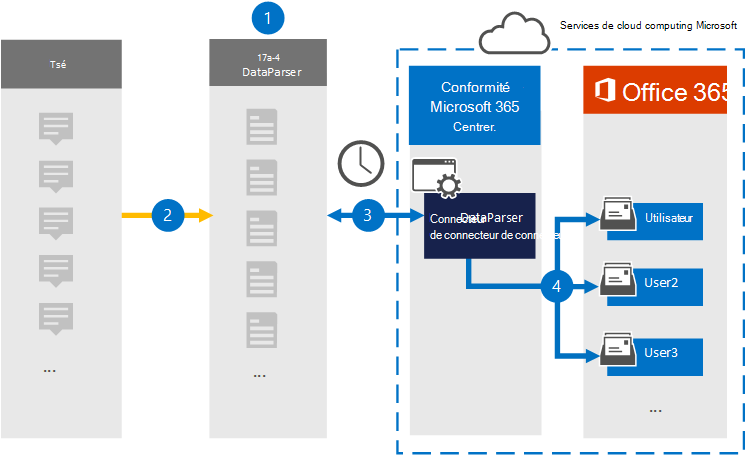 1
Services de cloud computing Microsoft
Tsé
17a-4
DataParser
Conformité
Microsoft 365
Centrer.
Office 365
2
3
Connecteur
DataParser
de connecteur de
Utilisateur
4
User2
User3
...
...
...